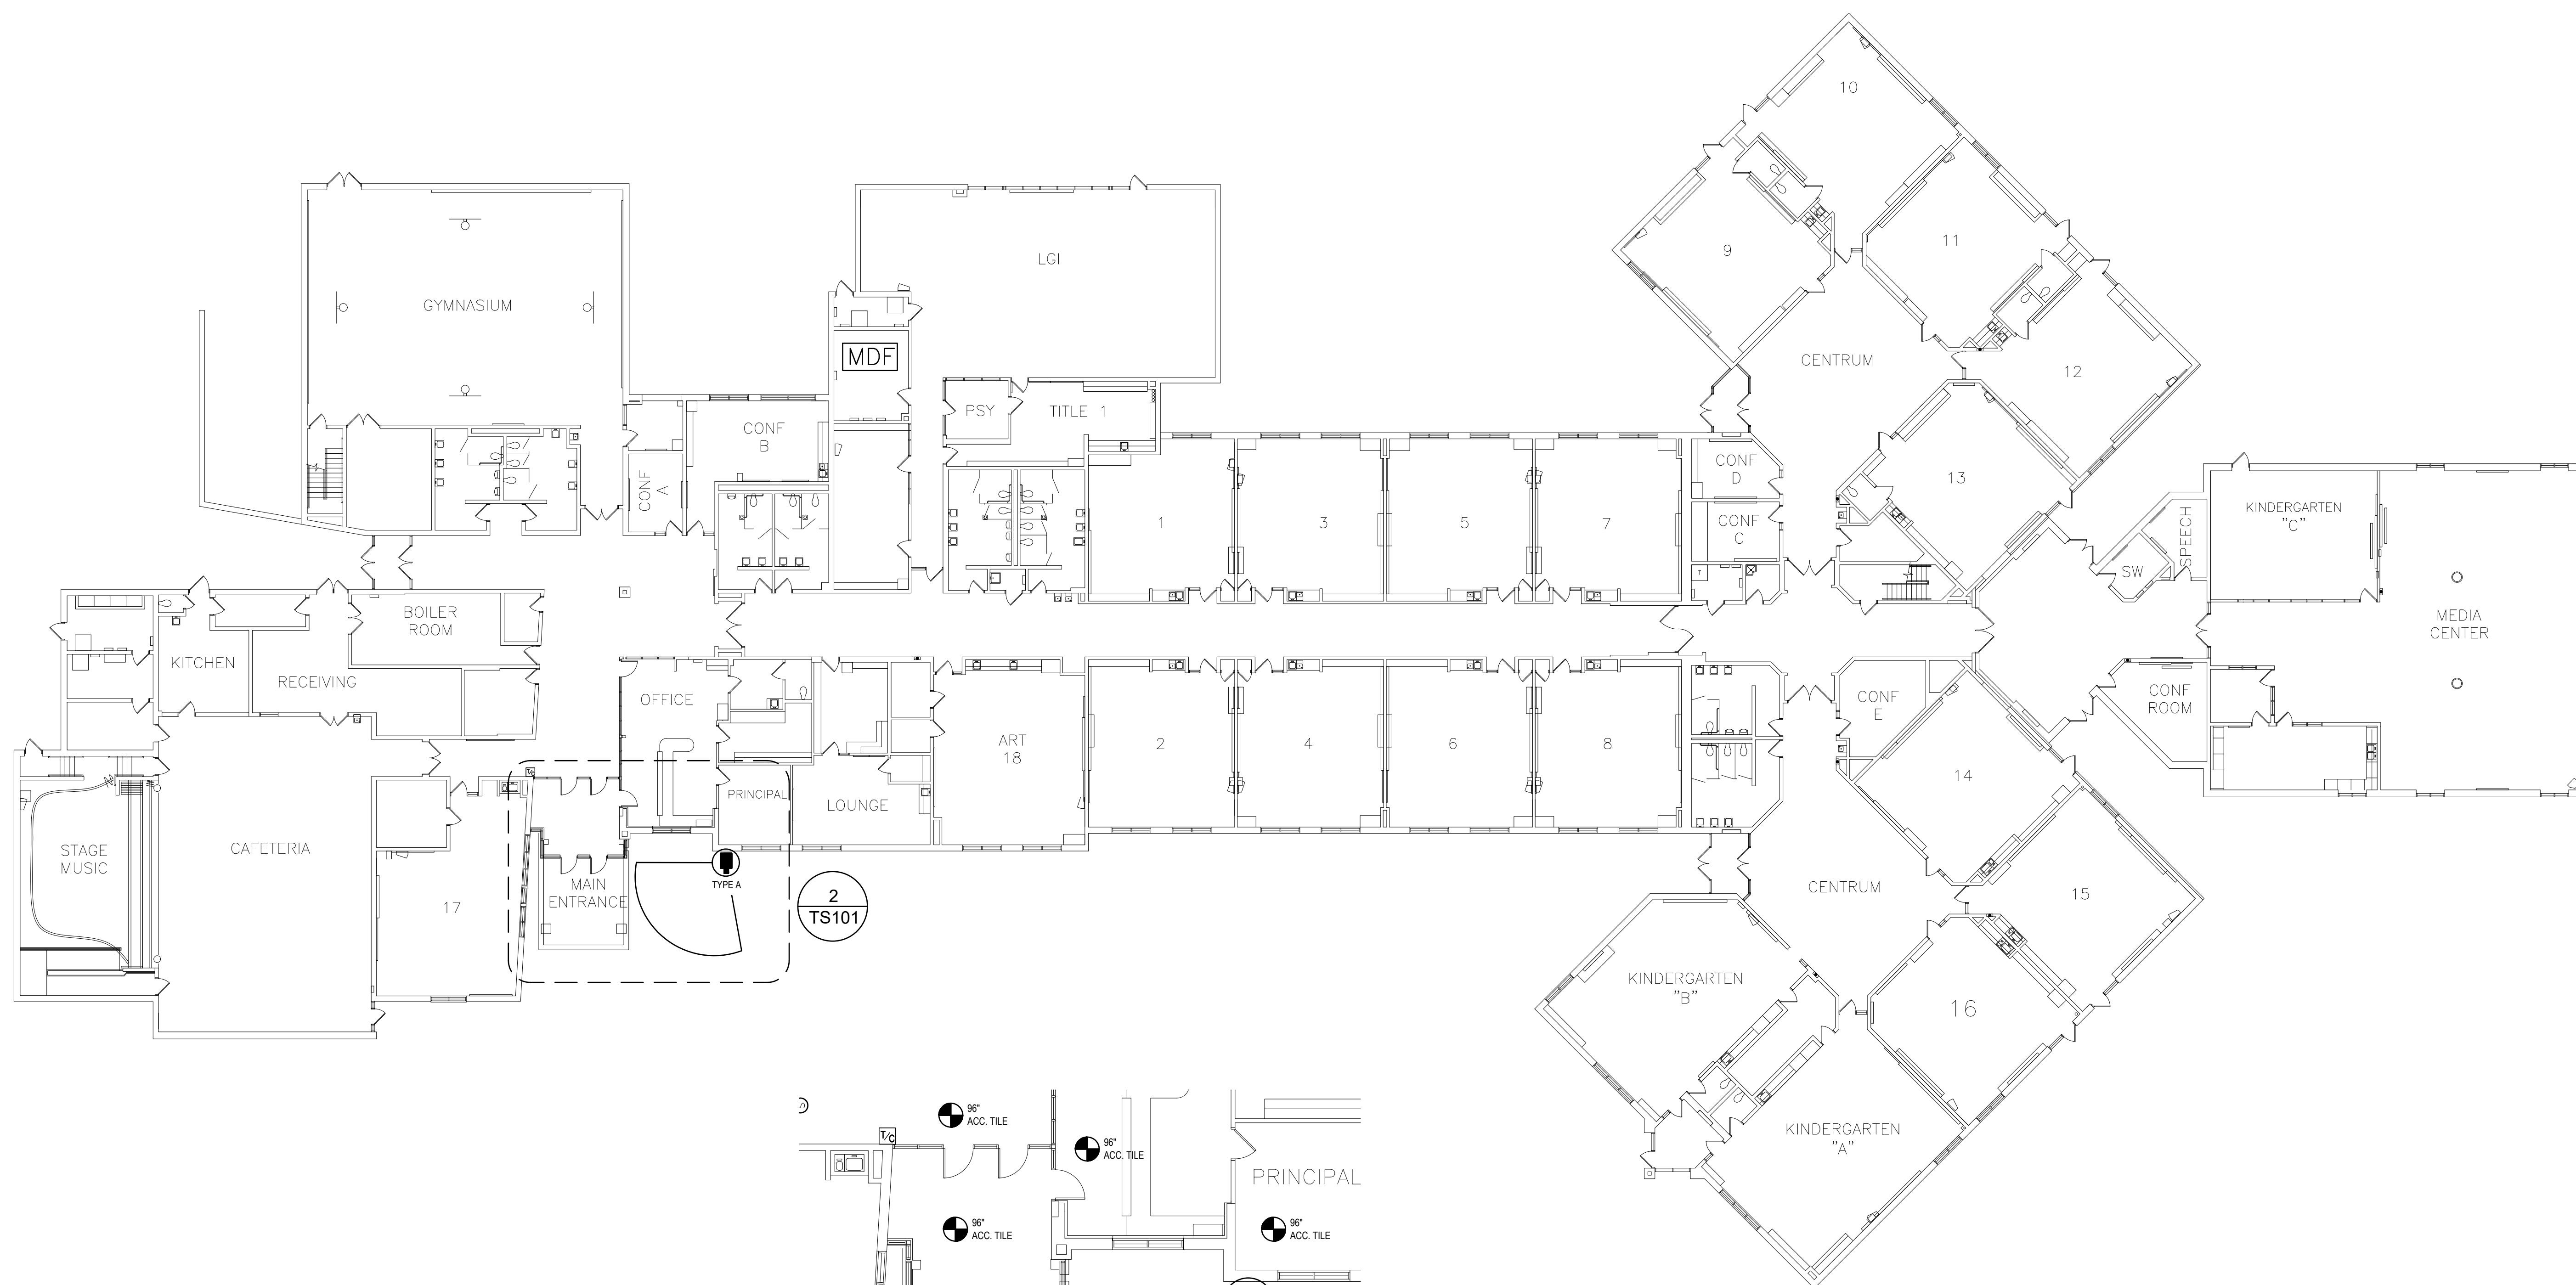 10
9
11
LGI
GYMNASIUM
MDF
CENTRUM
12
PSY
TITLE 1
CONF
B
CONF
A
CONF
D
CONF
C
1
3
5
7
13
SPEECH
SW
KINDERGARTEN
"C"
T
BOILER
ROOM
KITCHEN
RECEIVING
MEDIA
CENTER
OFFICE
CONF
E
CONF
ROOM
ART
18
2
4
6
8
14
T/C
PRINCIPAL
LOUNGE
STAGE
MUSIC
CAFETERIA
17
MAIN
ENTRANCE
TYPE A
2
TS101
CENTRUM
15
KINDERGARTEN
"B"
16
KINDERGARTEN
"A"
96"
ACC. TILE
T/C
96"
ACC. TILE
PRINCIPAL
96"
ACC. TILE
96"
ACC. TILE